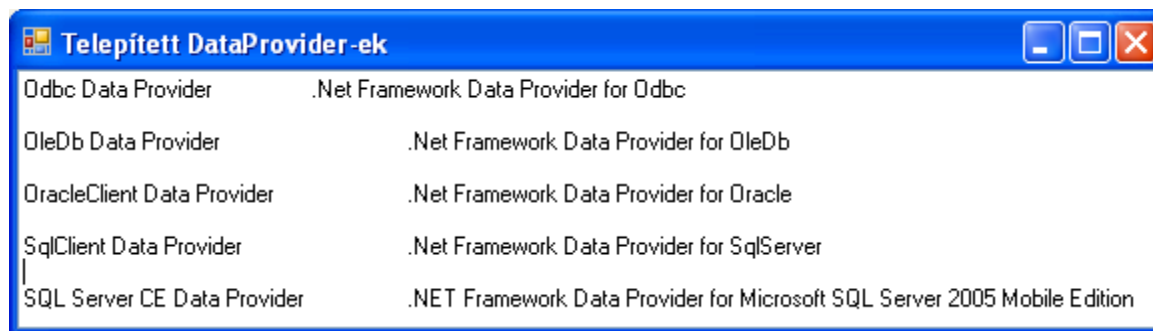 Telepített DataProvider-ek
Odbc Data Provider .Net Framework Data Provider for Odbc
OleDb Data Provider .Net Framework Data Provider for OleDb
OracleClient Data Provider .Net Framework Data Provider for Oracle
SqlClient Data Provider .Net Framework Data Provider for SqlServer
SQL Server CE Data Provider .NET Framework Data Provider for Microsoft SQL Server 2005 Mobile Edition